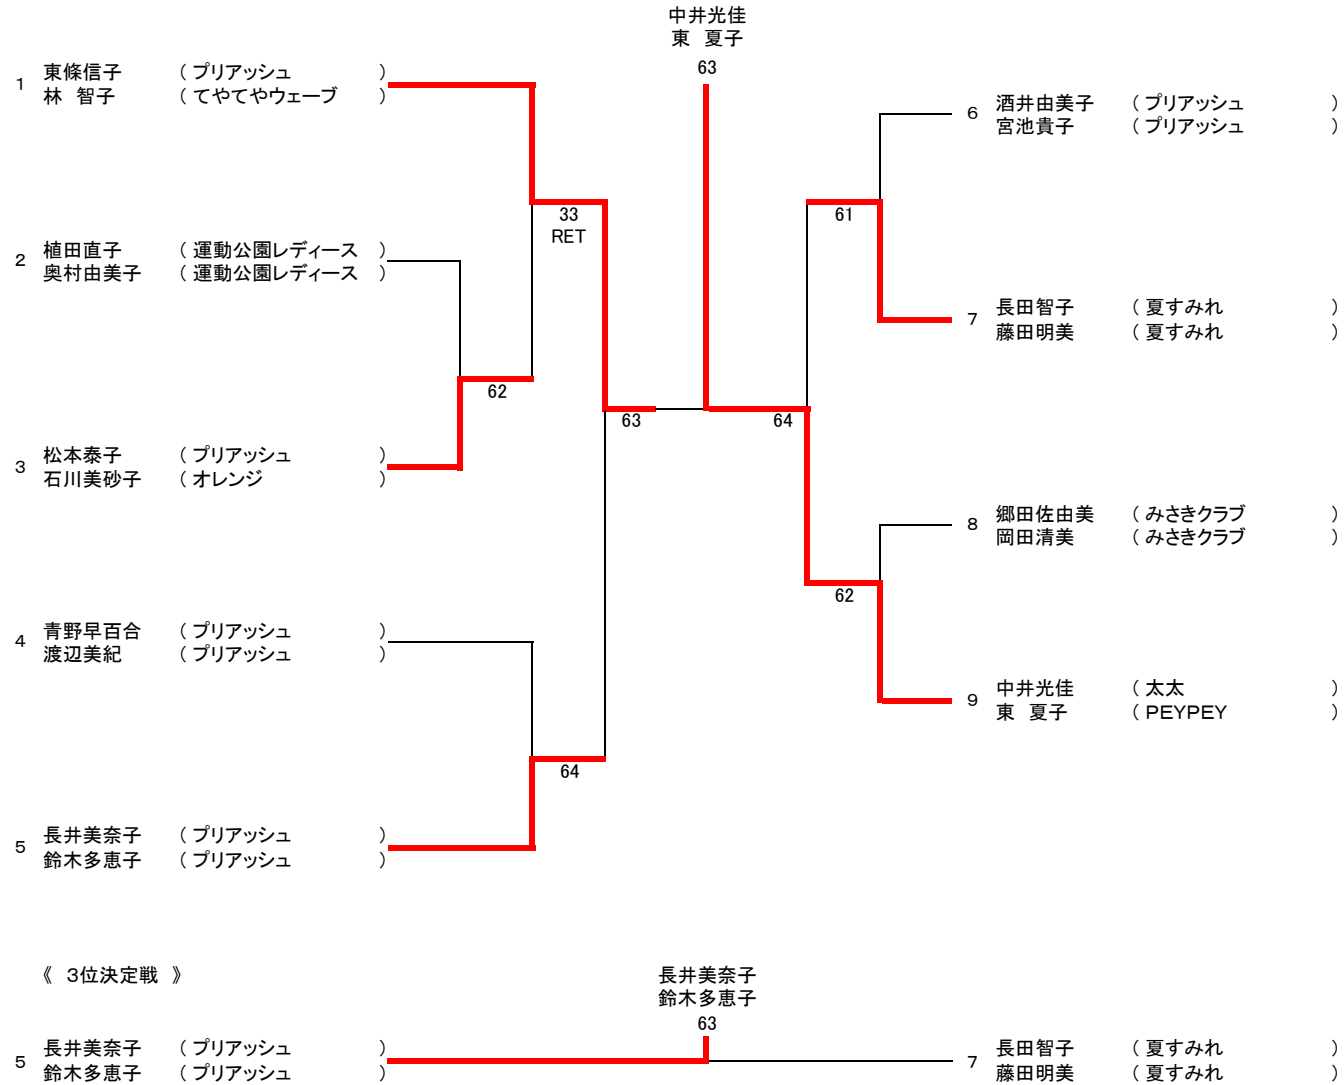 中井光佳
東　夏子
63
1
東條信子 ( プリアッシュ )
林　智子 ( てやてやウェーブ )
6
酒井由美子 ( プリアッシュ )
宮池貴子 ( プリアッシュ )
33
RET
61
2
植田直子 ( 運動公園レディース )
奥村由美子 ( 運動公園レディース )
7
長田智子 ( 夏すみれ )
藤田明美 ( 夏すみれ )
62
63
64
3
松本泰子 ( プリアッシュ )
石川美砂子 ( オレンジ )
8
郷田佐由美 ( みさきクラブ )
岡田清美 ( みさきクラブ )
62
4
青野早百合 ( プリアッシュ )
渡辺美紀 ( プリアッシュ )
9
中井光佳 ( 太太 )
東　夏子 ( PEYPEY )
64
5
長井美奈子 ( プリアッシュ )
鈴木多恵子 ( プリアッシュ )
《　3位決定戦　》
長井美奈子
鈴木多恵子
63
5
長井美奈子 ( プリアッシュ )
鈴木多恵子 ( プリアッシュ )
7
長田智子 ( 夏すみれ )
藤田明美 ( 夏すみれ )